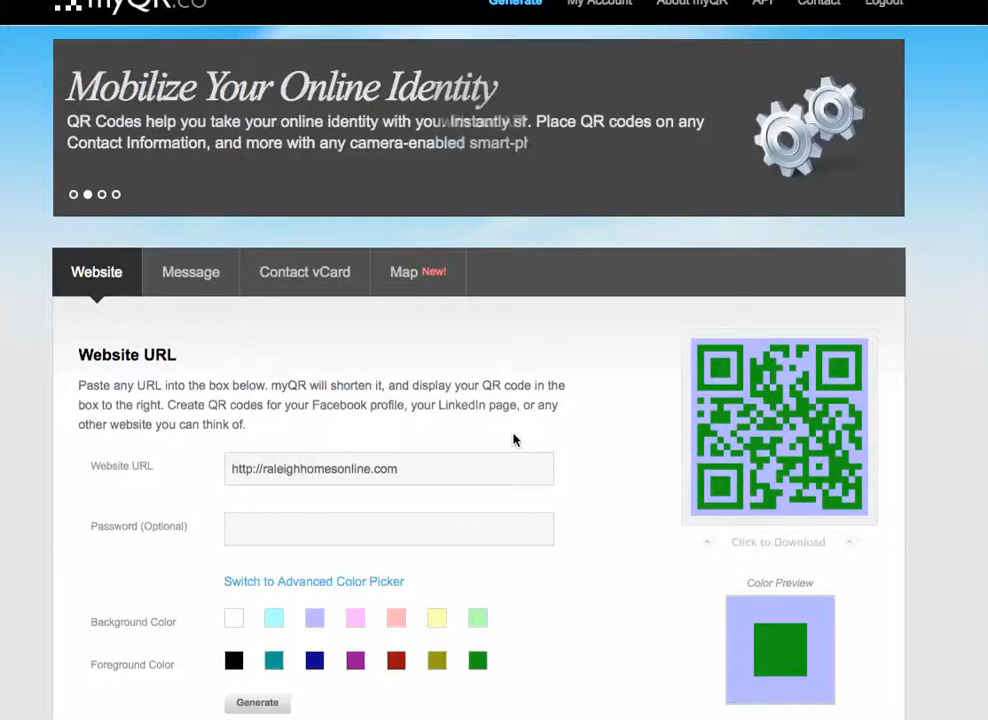 myQR.co
Generate My Account About myQR API Contact Logout
Mobilize Your Online Identity
QR Codes help you take your online identity with you. Instantly Place QR codes on any
Contact Information, and more with any camera-enabled
Website Message Contact vCard Map New!
Website URL
Paste any URL into the box below. myQR will shorten it, and display your QR code in the
box to the right. Create QR codes for your Facebook profile, your LinkedIn page, or any
other website you can think of.
Website URL http://raleighhomesonline.com
Password (Optional)
Click to Download
Switch to Advanced Color Picker
Color Preview
Background Color
Foreground Color
Generate